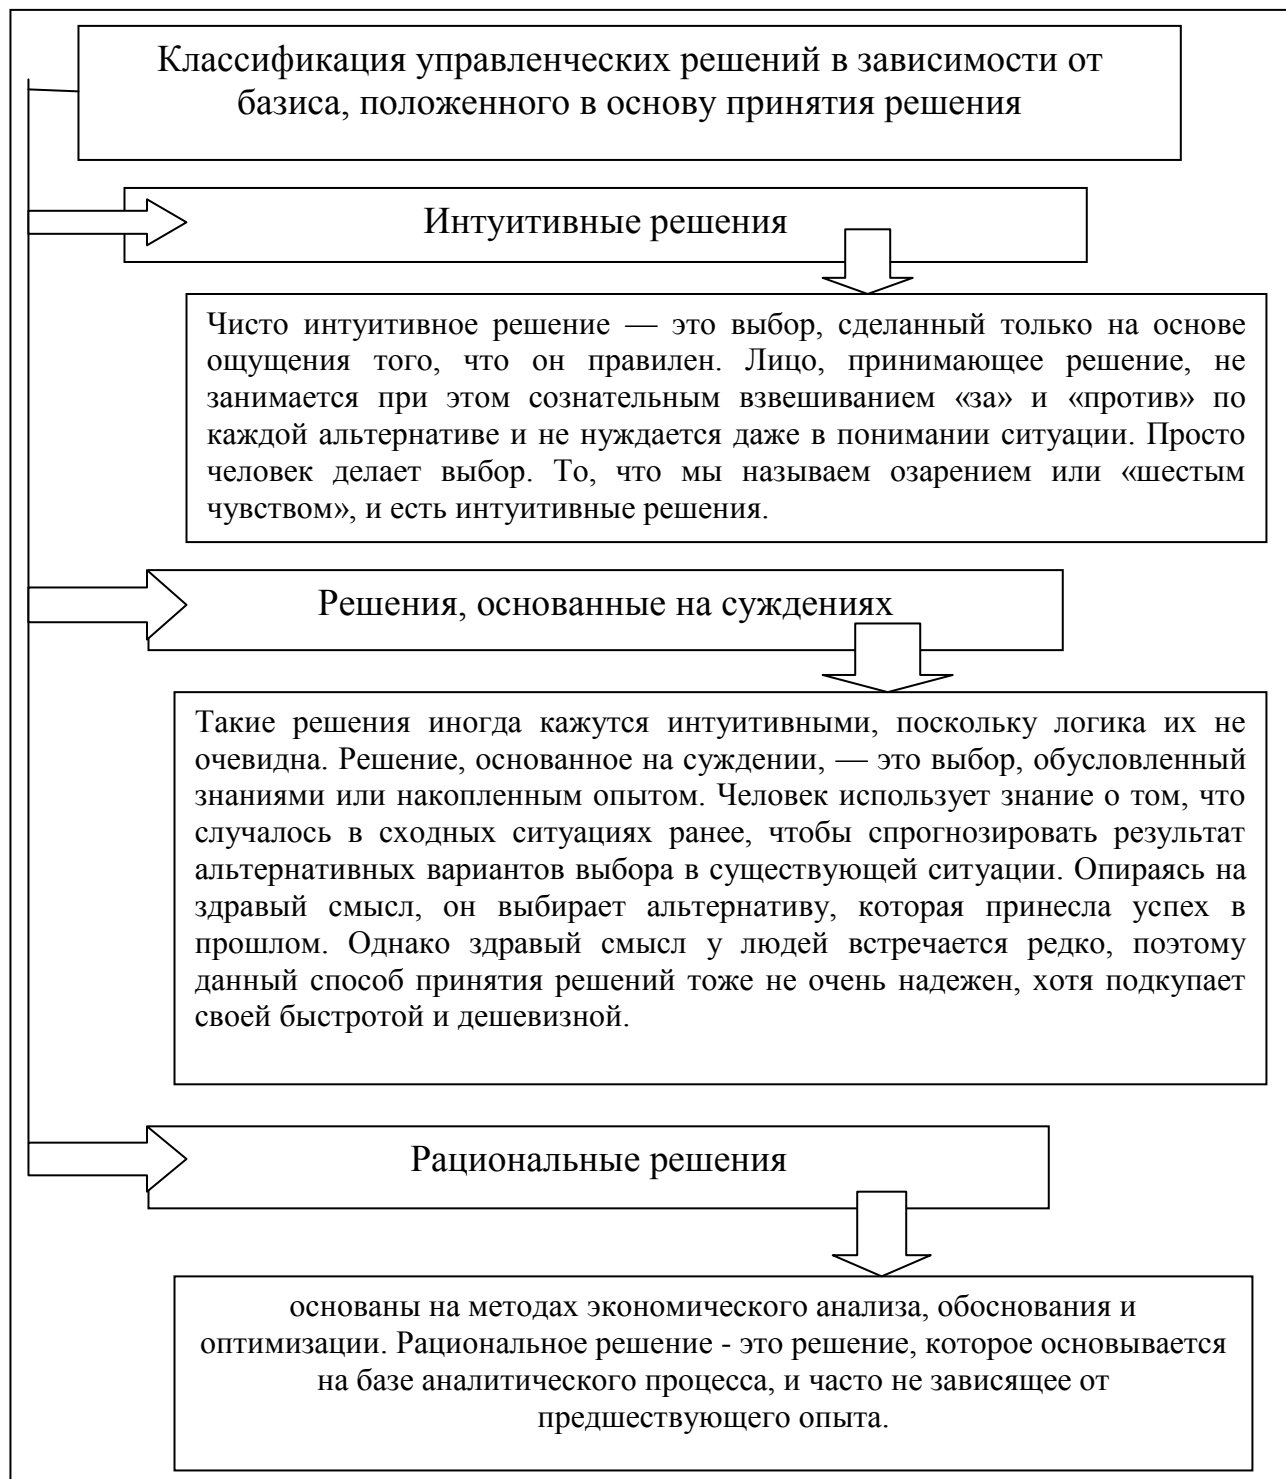 Классификация управленческих решений в зависимости от
базиса, положенного в основу принятия решения
Интуитивные решения
Чисто интуитивное решение — это выбор, сделанный только на основе
ощущения того, что он правилен. Лицо, принимающее решение, не
занимается при этом сознательным взвешиванием «за» и «против» по
каждой альтернативе и не нуждается даже в понимании ситуации. Просто
человек делает выбор. То, что мы называем озарением или «шестым
чувством», и есть интуитивные решения.
Решения, основанные на суждениях
Такие решения иногда кажутся интуитивными, поскольку логика их не
очевидна. Решение, основанное на суждении, — это выбор, обусловленный
знаниями или накопленным опытом. Человек использует знание о том, что
случалось в сходных ситуациях ранее, чтобы спрогнозировать результат
альтернативных вариантов выбора в существующей ситуации. Опираясь на
здравый смысл, он выбирает альтернативу, которая принесла успех в
прошлом. Однако здравый смысл у людей встречается редко, поэтому
данный способ принятия решений тоже не очень надежен, хотя подкупает
своей быстротой и дешевизной.
Рациональные решения
основаны на методах экономического анализа, обоснования и
оптимизации. Рациональное решение - это решение, которое основывается
на базе аналитического процесса, и часто не зависящее от
предшествующего опыта.